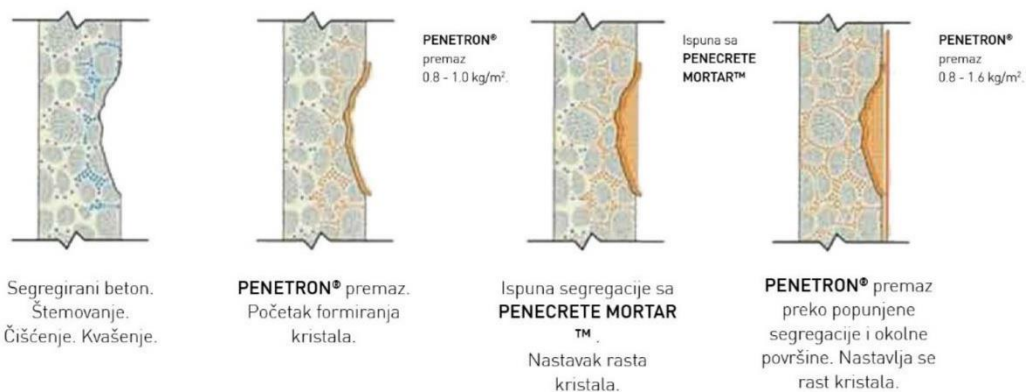 PENETRON®
premaz
0.8 - 1.0 kg/m².
Ispuna sa
PENECRETE
MORTAR™
PENETRON®
premaz
0.8 - 1.6 kg/m².
Segregirani beton.
Štemovanje.
Čišćenje. Kvašenje.
PENETRON® premaz.
Početak formiranja
kristala.
Ispuna segregacije sa
PENECRETE MORTAR
™.
Nastavak rasta
kristala.
PENETRON® premaz
preko popunjene
segregacije i okolne
površine. Nastavlja se
rast kristala.